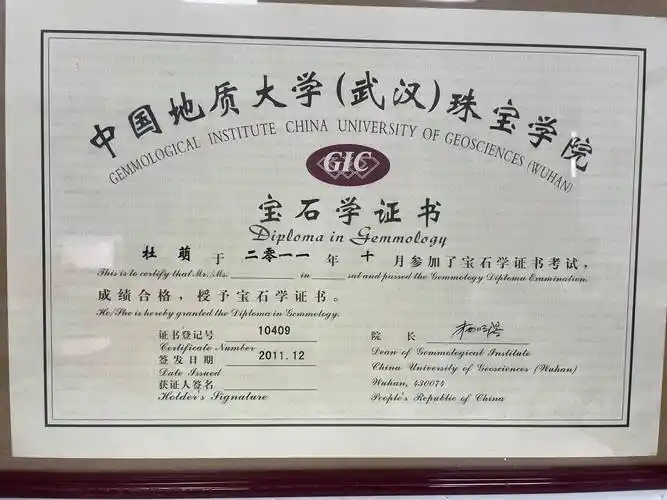 中国地质大学(武汉)珠宝学院
GEMMOLOGICAL INSTITUTE CHINA UNIVERSITY OF GEOSCIENCES (WUHAN)
GIC
宝石学证书
Diploma in Gemmology
杜萌于二零一一年十月参加了宝石学证书考试，
This is to certify that Mr./Ms. in sat and passed the Gemmology Diploma Examination.
成绩合格，授予宝石学证书。
He/She is hereby granted the Diploma in Gemmology.
证书登记号 10409
Certificate Number
签发日期 2011.12
Date Issued
获证人签名
Holder's Signature
院长
Dean of Gemmological Institute
China University of Geosciences (Wuhan)
Wuhan, 430074
People's Republic of China